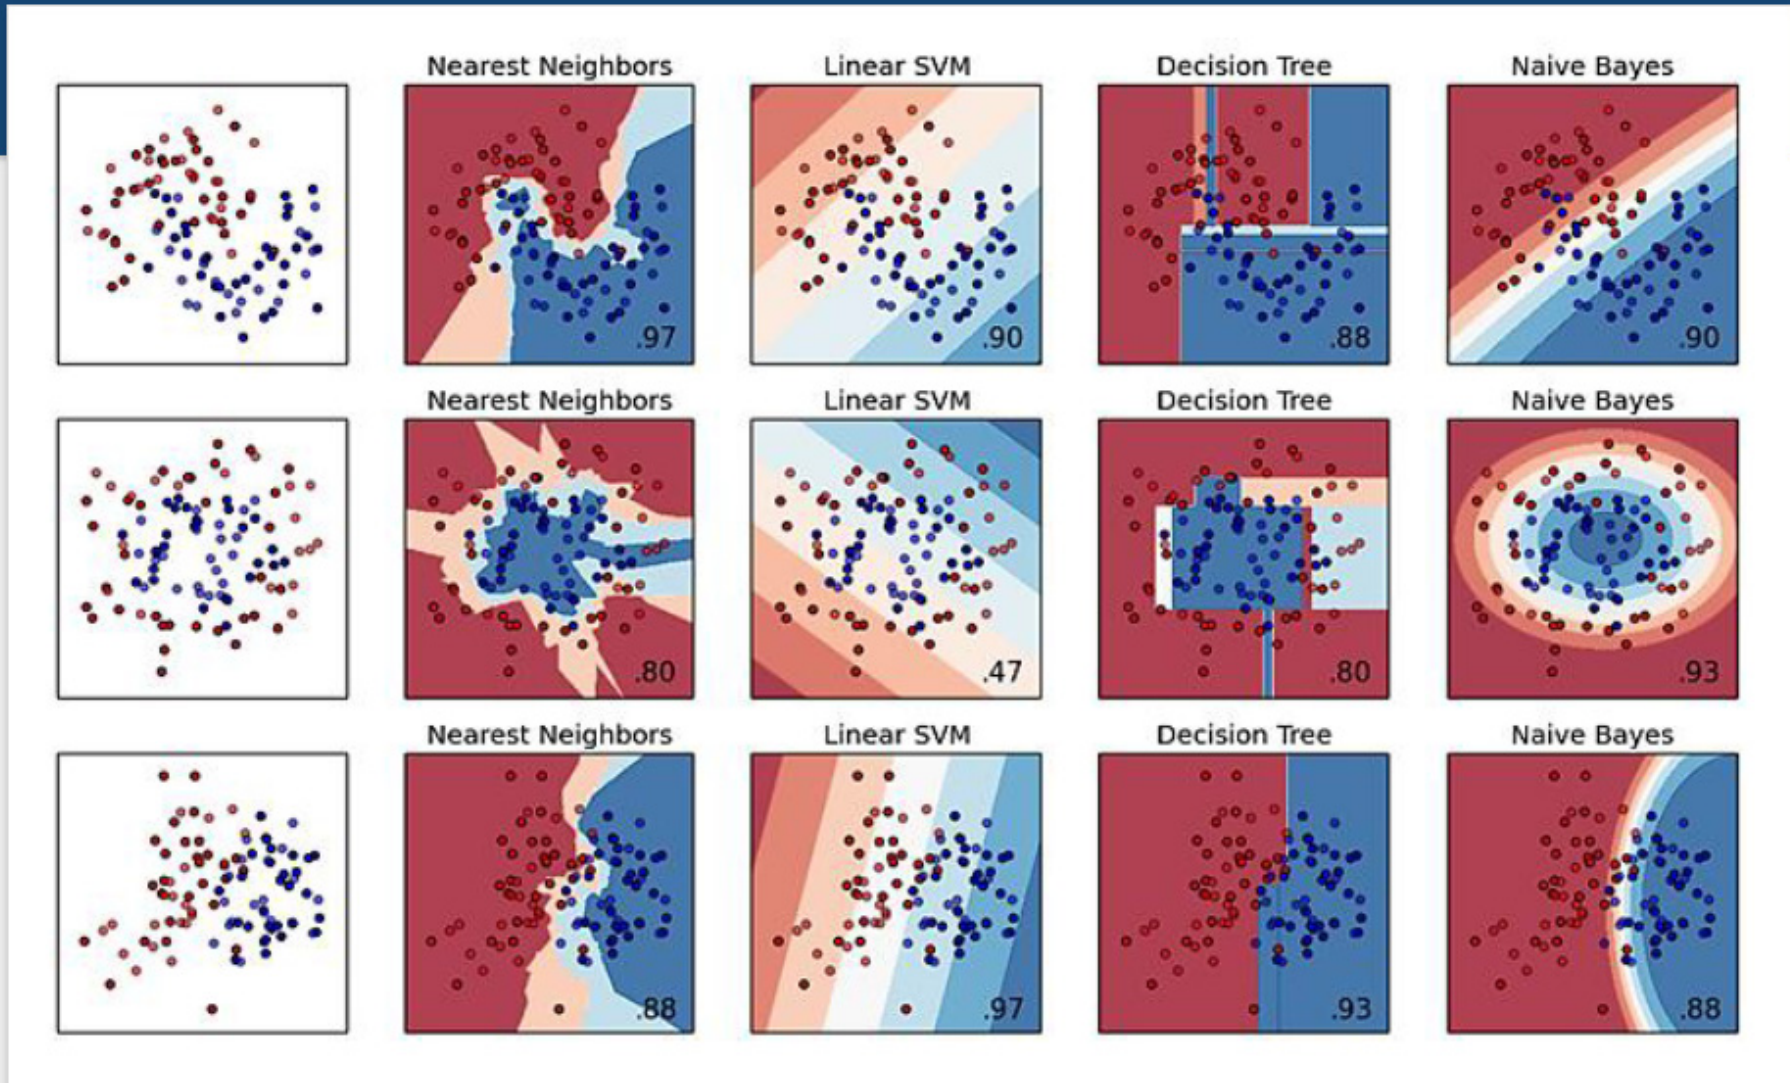 Nearest Neighbors Linear SVM Decision Tree Naive Bayes
.97 .90 .88 .90
Nearest Neighbors Linear SVM Decision Tree Naive Bayes
.80 .47 .80 .93
Nearest Neighbors Linear SVM Decision Tree Naive Bayes
.88 .97 .93 .88